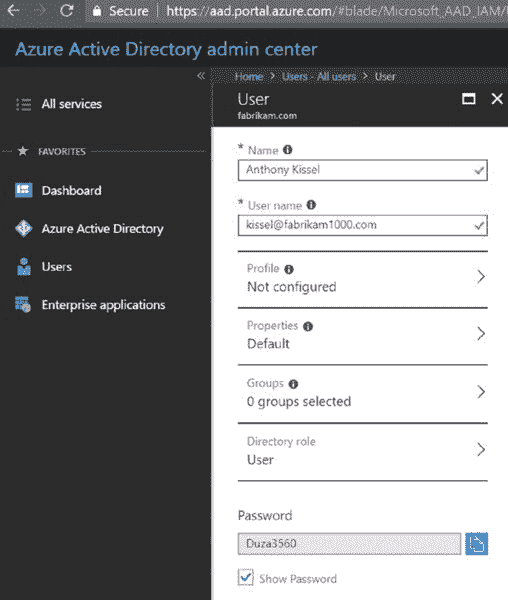 Secure https://aad.portal.azure.com/#blade/Microsoft_AAD_IAM/
Azure Active Directory admin center
« Home > Users - All users > User
All services
FAVORITES
Dashboard
Azure Active Directory
Users
Enterprise applications
User
fabrikam.com
* Name
Anthony Kissel
* User name
kissel@fabrikam1000.com
Profile
Not configured
Properties
Default
Groups
0 groups selected
Directory role
User
Password
Duza3560
Show Password